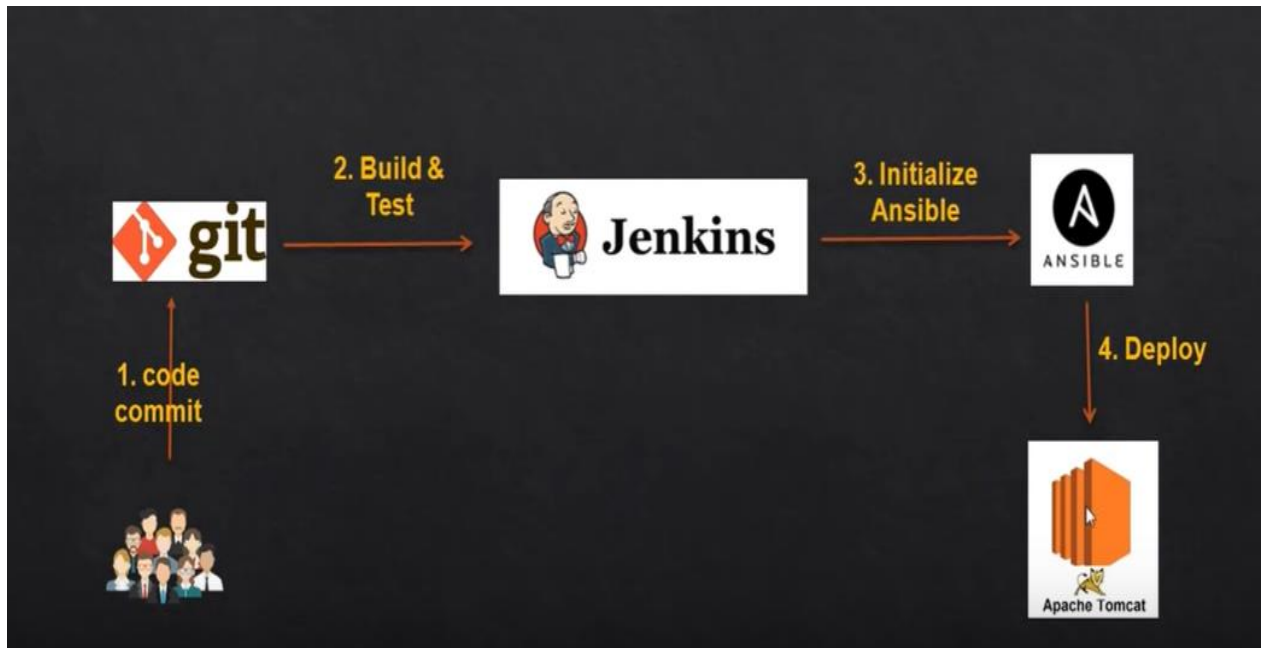 1. code
commit
git
2. Build &
Test
Jenkins
3. Initialize
Ansible
ANSIBLE
4. Deploy
Apache Tomcat